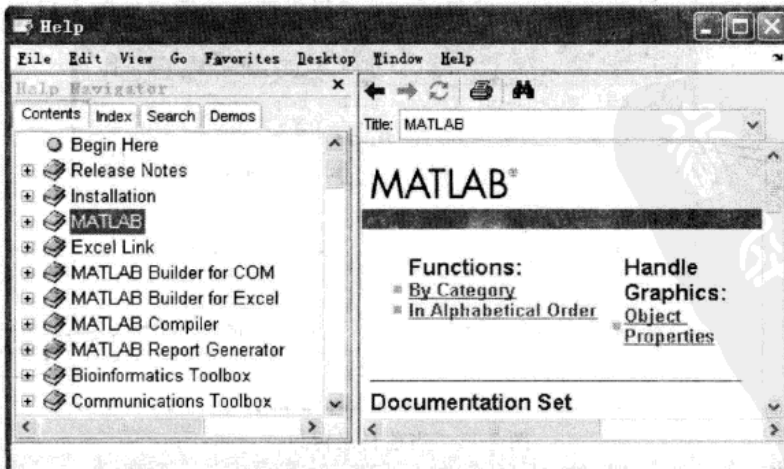 Help
File Edit View Go Favorites Desktop Window Help
Help Navigator
Contents Index Search Demos
Begin Here
Release Notes
Installation
MATLAB
Excel Link
MATLAB Builder for COM
MATLAB Builder for Excel
MATLAB Compiler
MATLAB Report Generator
Bioinformatics Toolbox
Communications Toolbox
Title: MATLAB
MATLAB®
Functions:
By Category
In Alphabetical Order
Handle
Graphics:
Object
Properties
Documentation Set